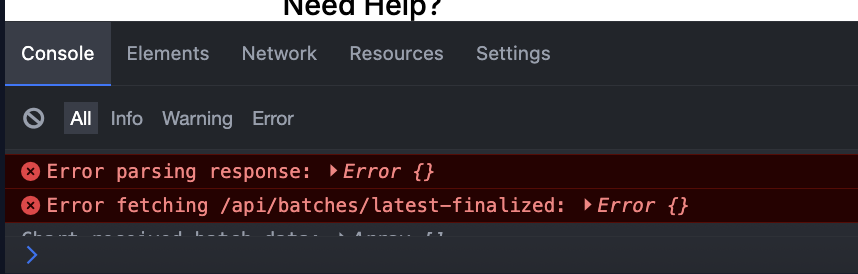 Need Help?
Console Elements Network Resources Settings
All Info Warning Error
Error parsing response: Error {}
Error fetching /api/batches/latest-finalized: Error {}